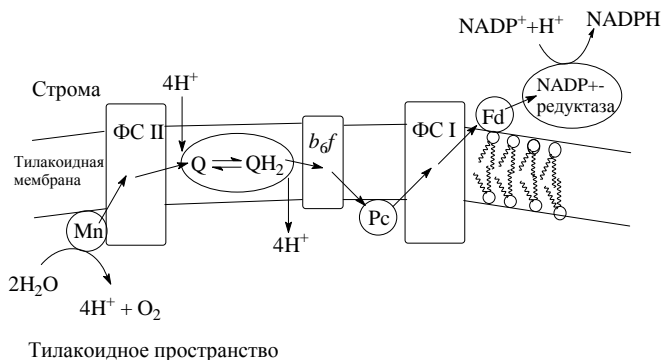 NADP⁺+H⁺
NADPH
4H⁺
Строма
NADP+-
редуктаза
Fd
ФС II
b₆f
ФС I
Тилакоидная
мембрана
Q
QH₂
Mn
Pc
4H⁺
2H₂O
4H⁺ + O₂
Тилакоидное пространство